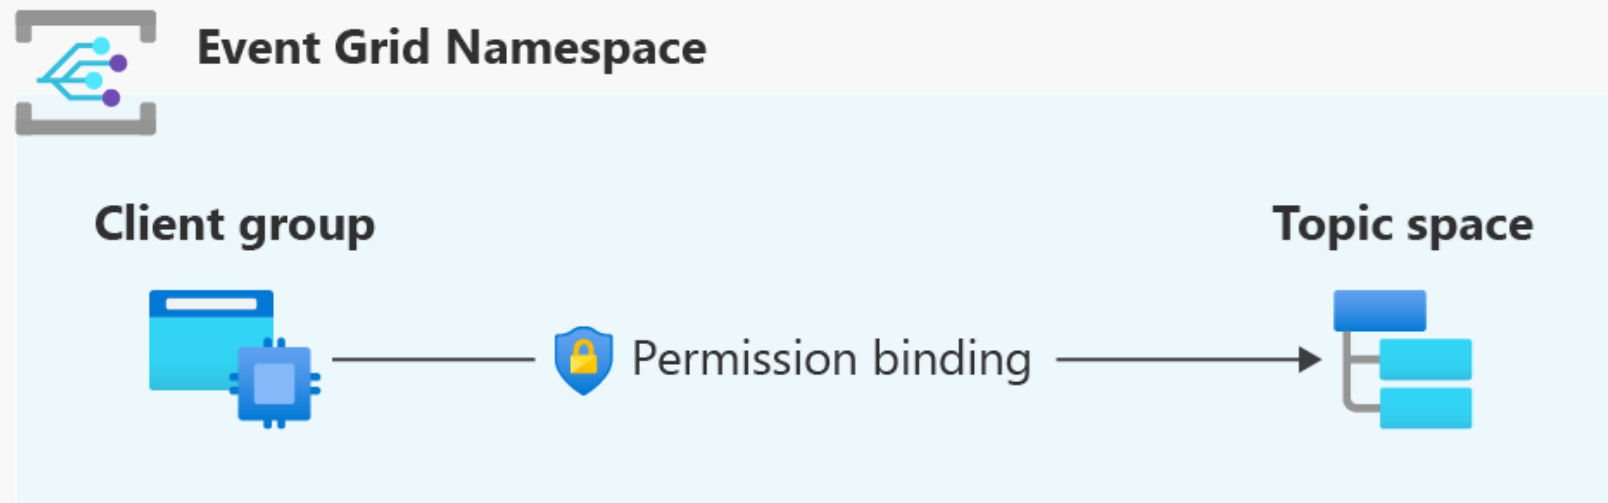 Event Grid Namespace
Client group
Topic space
Permission binding